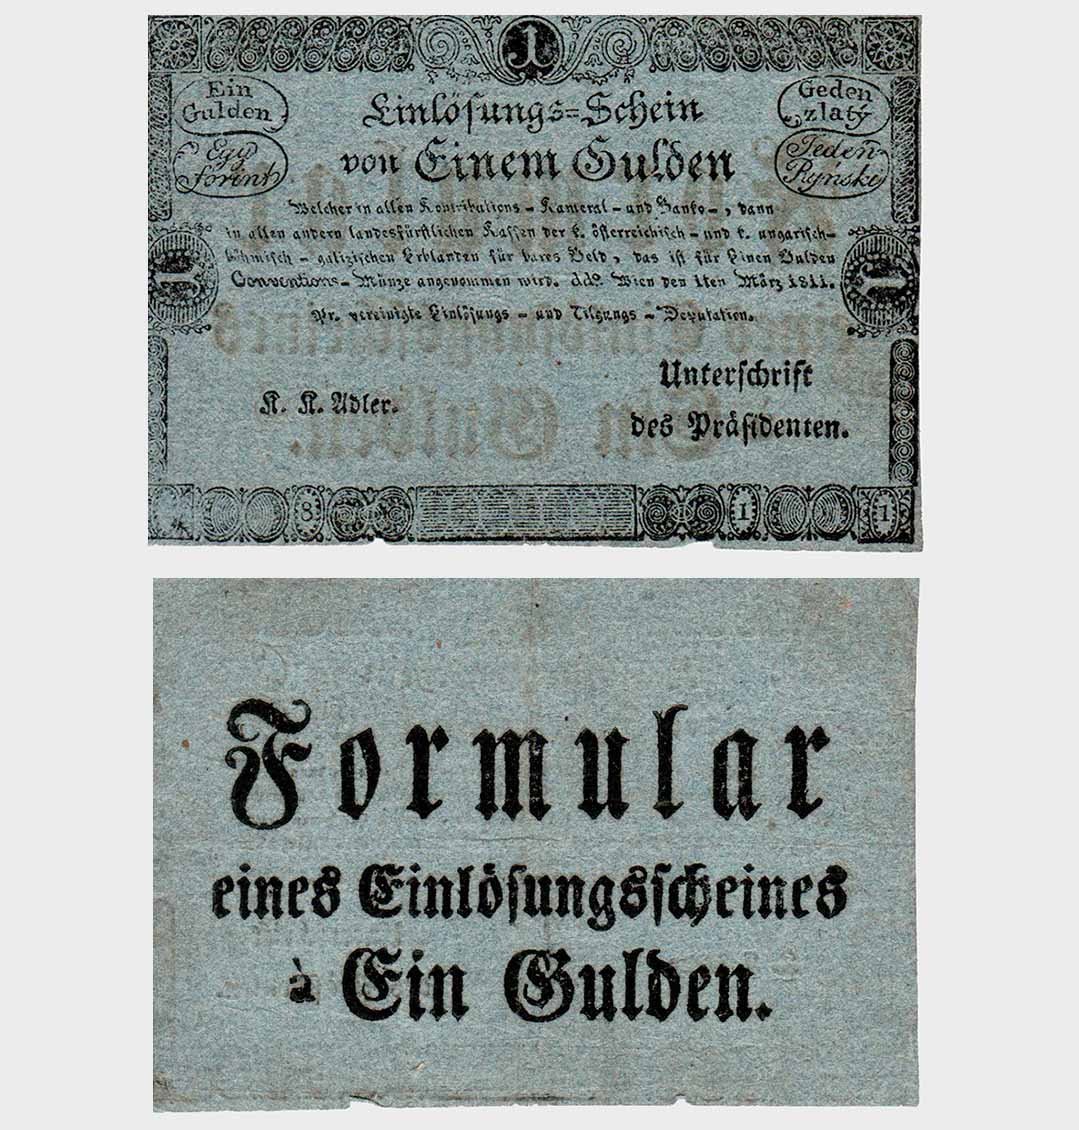 1
Ein
Gulden
Egy
forint
Geden
zlatý
Jeden
Rynski
Einlösungs=Schein
von Einem Gulden
Welcher in allen Kontributions - Kameral - und Banko -, dann
in allen andern landesfürstlichen Kassen der k. österreichisch - und k. ungarisch-
böhmisch - galizischen Erblanden für bares Geld, das ist für Einen Gulden
Conventions- Münze angenommen wird. ddo. Wien den 1ten März 1811.
Pr. vereinigte Einlösungs - und Tilgungs - Deputation.
1
1
Unterschrift
K. K. Adler.
des Präsidenten.
8
1
1
Formular
eines Einlösungsscheines
à Ein Gulden.